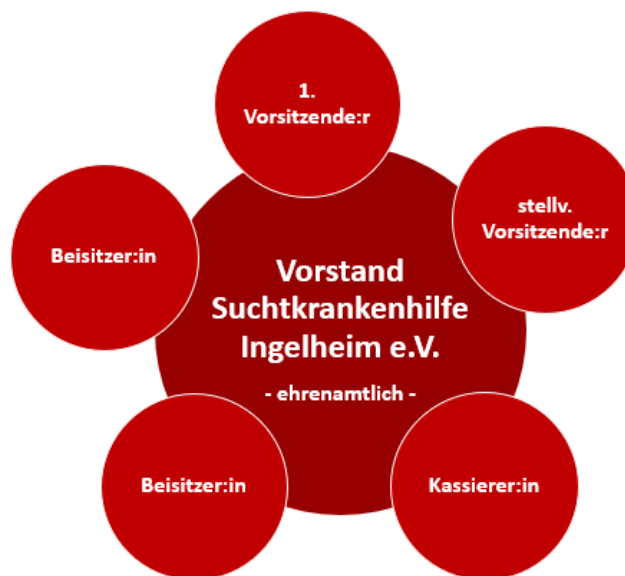 1.
Vorsitzende:r
stellv.
Vorsitzende:r
Beisitzer:in
Vorstand
Suchtkrankenhilfe
Ingelheim e.V.
- ehrenamtlich -
Beisitzer:in
Kassierer:in